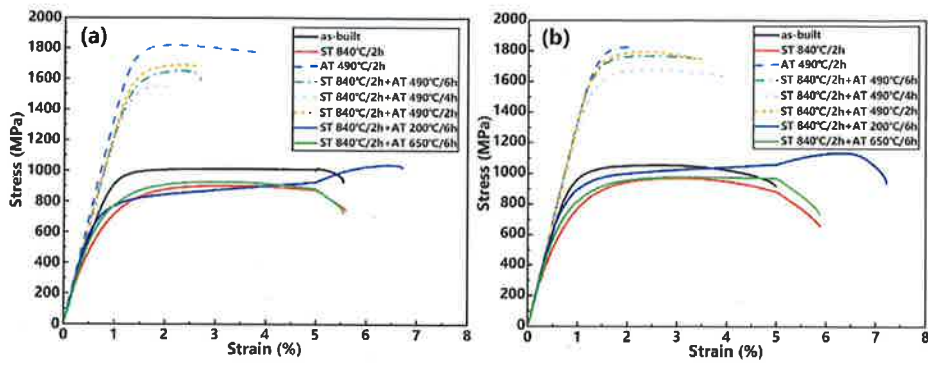 (a)
as-built
ST 840℃/2h
AT 490℃/2h
ST 840℃/2h+AT 490℃/6h
ST 840℃/2h+AT 490℃/4h
ST 840℃/2h+AT 490℃/2h
ST 840℃/2h+AT 200℃/6h
ST 840℃/2h+AT 650℃/6h
Stress (MPa)
2000
1800
1600
1400
1200
1000
800
600
400
200
0
0 1 2 3 4 5 6 7 8
Strain (%)
(b)
as-built
ST 840℃/2h
AT 490℃/2h
ST 840℃/2h+AT 490℃/6h
ST 840℃/2h+AT 490℃/4h
ST 840℃/2h+AT 490℃/2h
ST 840℃/2h+AT 200℃/6h
ST 840℃/2h+AT 650℃/6h
Stress (MPa)
2000
1800
1600
1400
1200
1000
800
600
400
200
0
0 1 2 3 4 5 6 7 8
Strain (%)